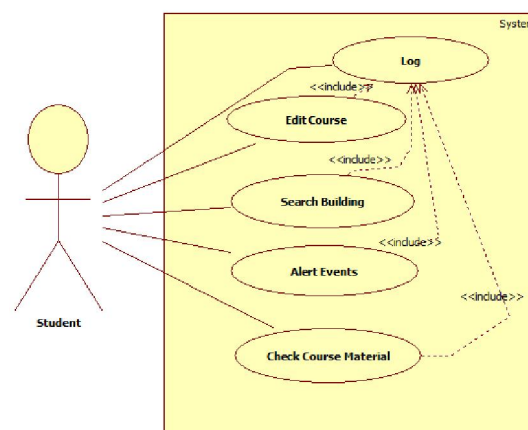 System
Log
<<include>>
Edit Course
<<include>>
Search Building
<<include>>
Alert Events
<<include>>
Student
Check Course Material